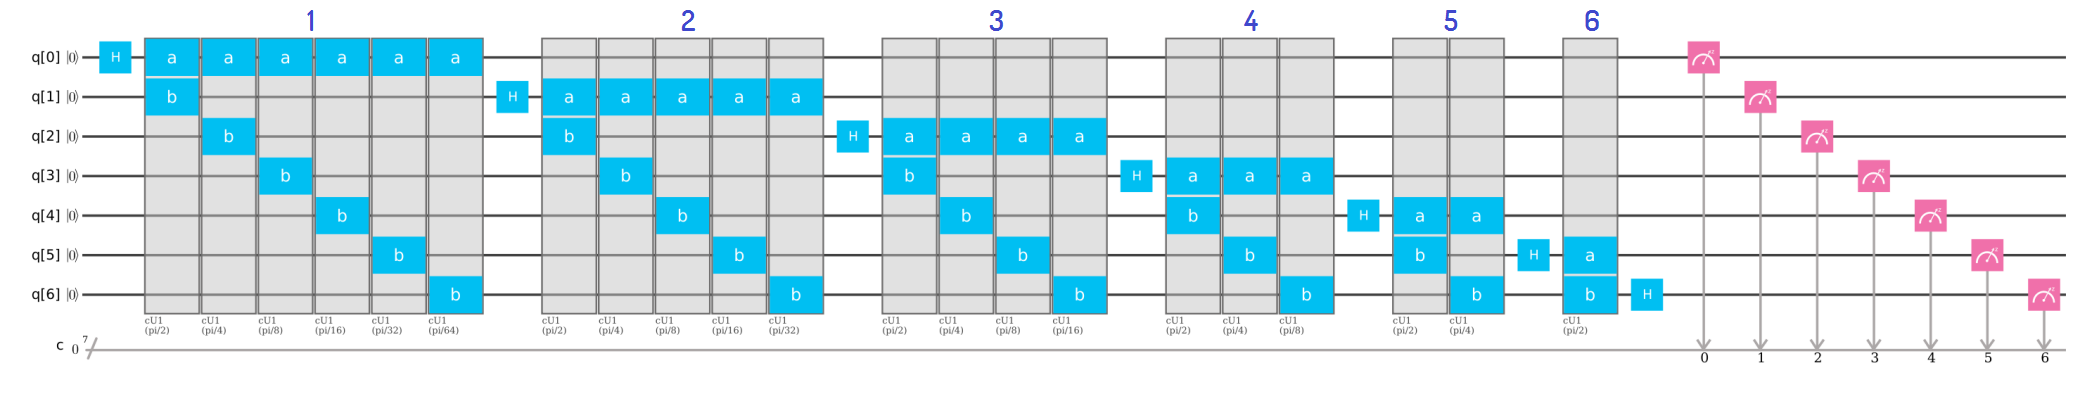 1 2 3 4 5 6
q[0] |0⟩ H a a a a a a
q[1] |0⟩ b H a a a a a
q[2] |0⟩ b b H a a a a
q[3] |0⟩ b b b H a a a
q[4] |0⟩ b b b b H a a
q[5] |0⟩ b b b b b H a
q[6] |0⟩ b b b b b b H
cU1 cU1 cU1 cU1 cU1 cU1 cU1 cU1 cU1 cU1 cU1 cU1 cU1 cU1 cU1 cU1 cU1 cU1 cU1 cU1 cU1
(pi/2) (pi/4) (pi/8) (pi/16) (pi/32) (pi/64) (pi/2) (pi/4) (pi/8) (pi/16) (pi/32) (pi/2) (pi/4) (pi/8) (pi/16) (pi/2) (pi/4) (pi/8) (pi/2) (pi/4) (pi/2)
c 0 7
0 1 2 3 4 5 6